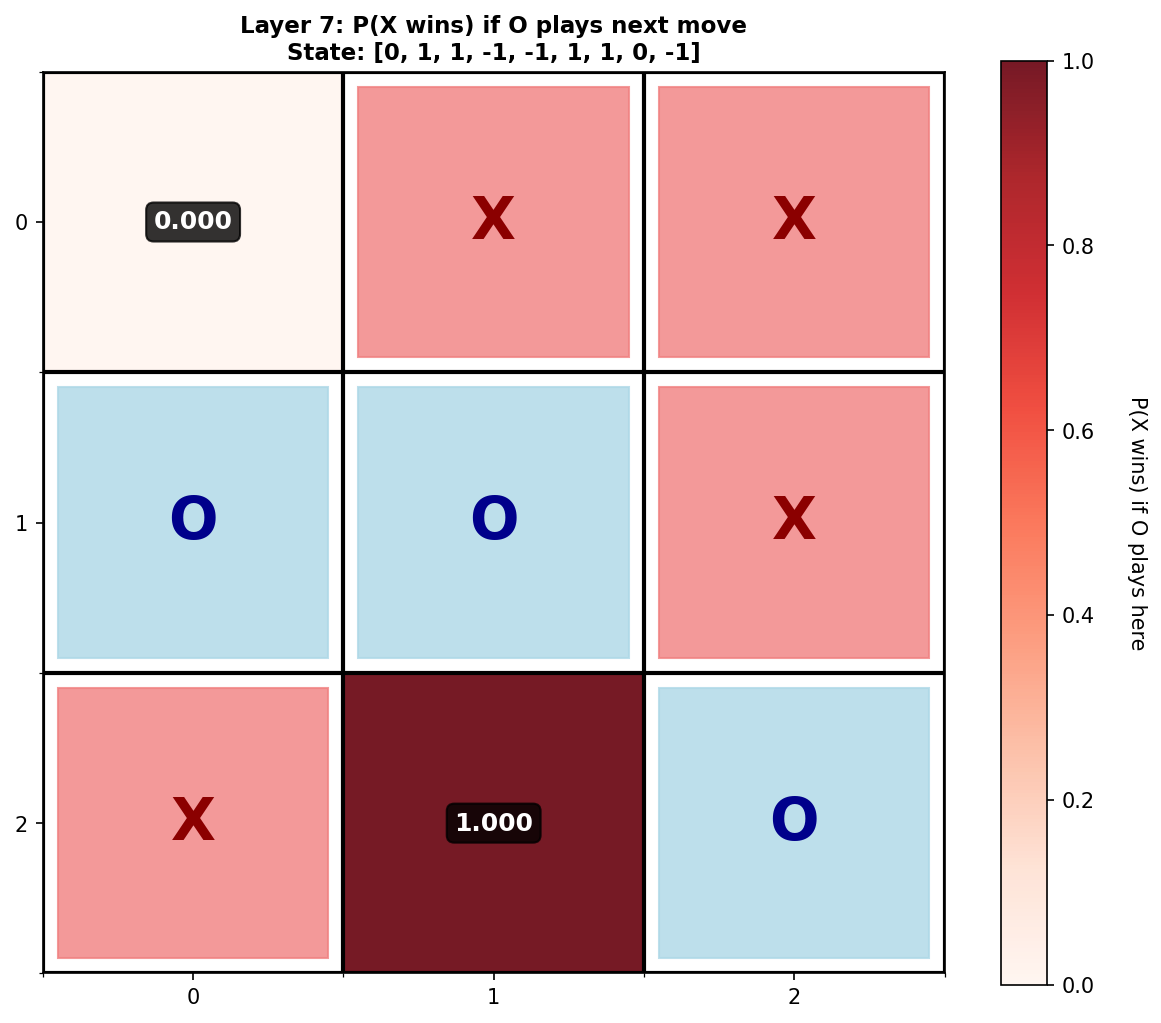 Layer 7: P(X wins) if O plays next move
State: [0, 1, 1, -1, -1, 1, 1, 0, -1]
0
0.000
X
X
1
O
O
X
2
X
1.000
O
0
1
2
1.0
0.8
0.6
0.4
0.2
0.0
P(X wins) if O plays here